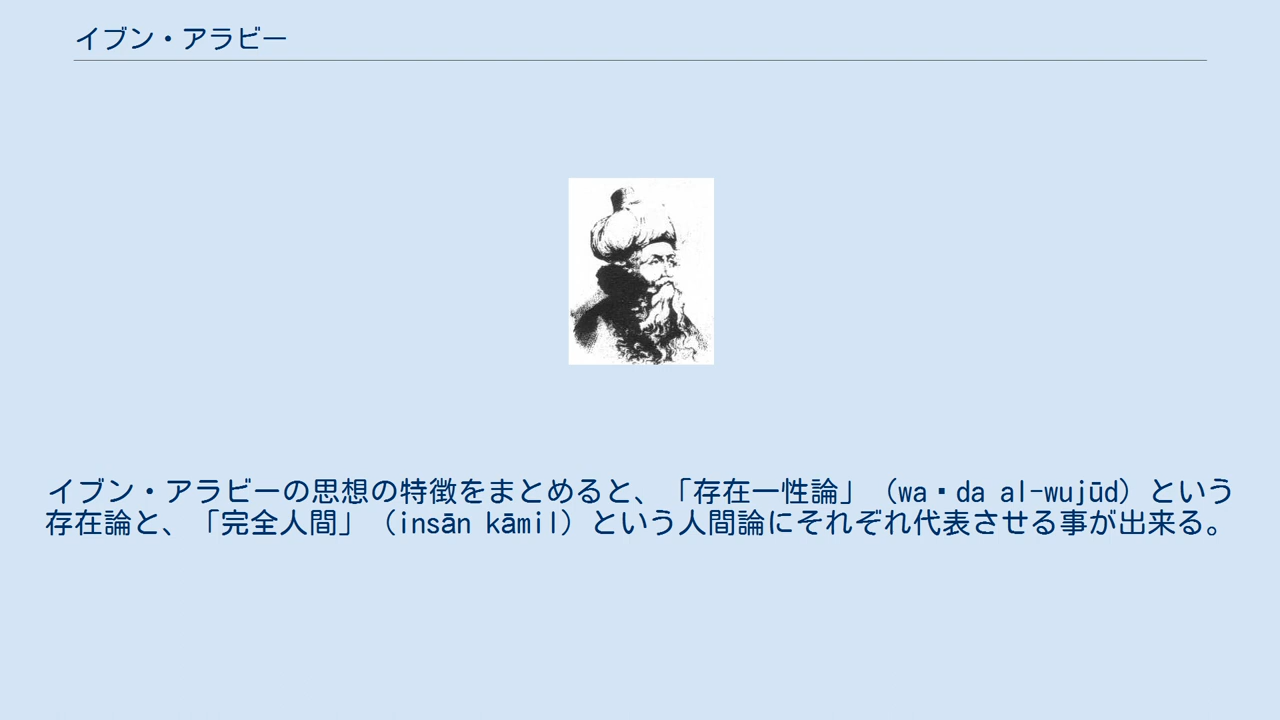 イブン・アラビー
イブン・アラビーの思想の特徴をまとめると、「存在一性論」（wa・da al-wujūd）という
存在論と、「完全人間」（insān kāmil）という人間論にそれぞれ代表させる事が出来る。